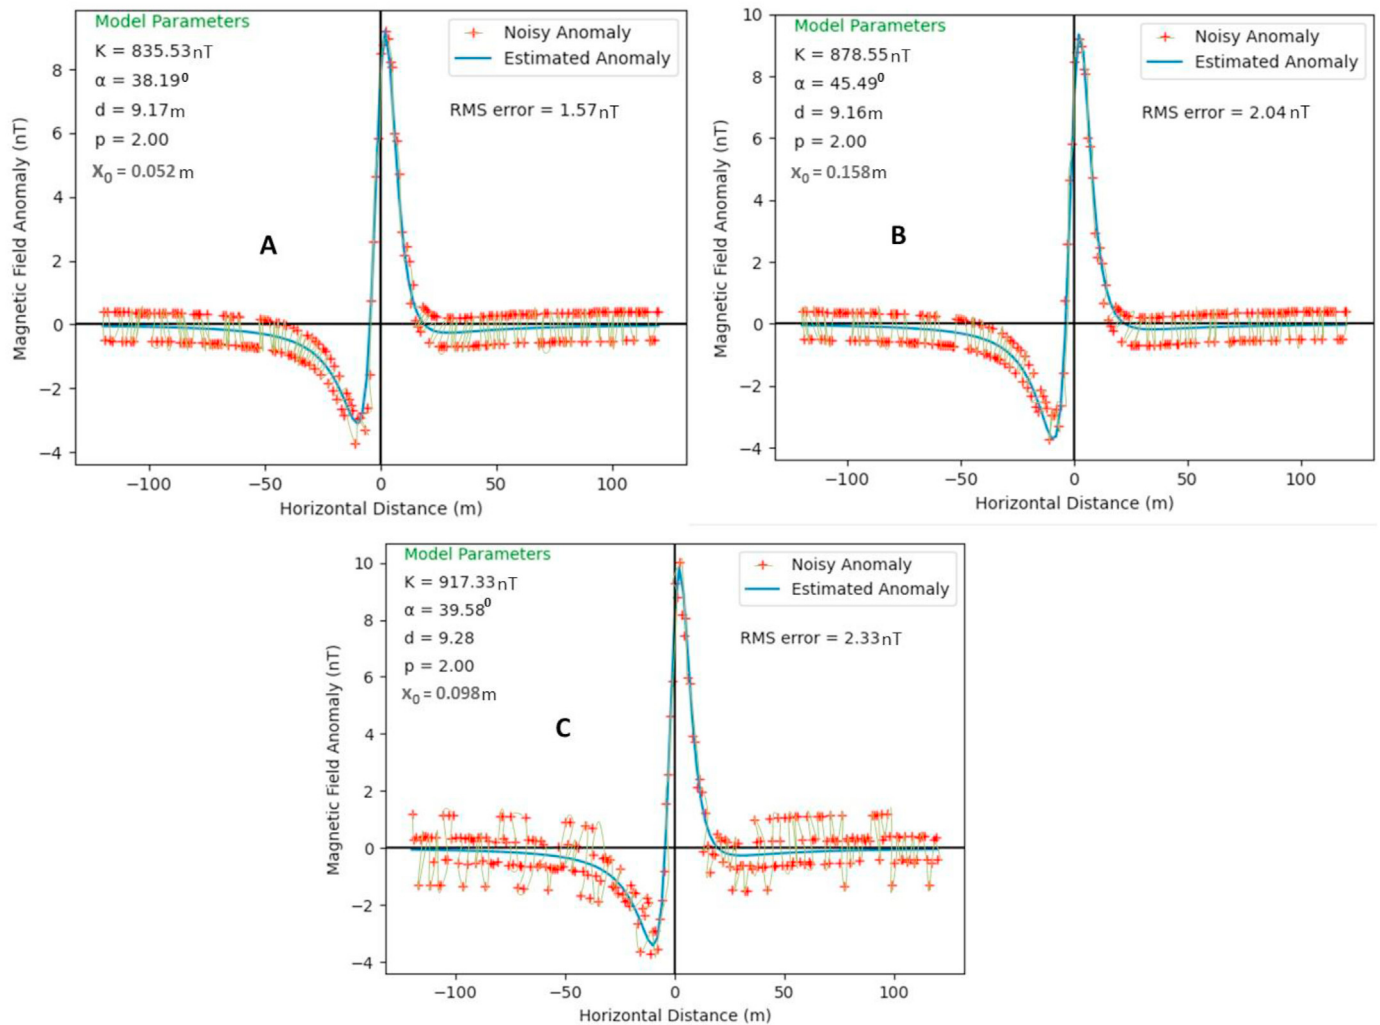 Model Parameters
K = 835.53nT
α = 38.19⁰
d = 9.17m
p = 2.00
X₀ = 0.052m
Noisy Anomaly
Estimated Anomaly
RMS error = 1.57nT
A
Magnetic Field Anomaly (nT)
8
6
4
2
0
−2
−4
−100
−50
0
50
100
Horizontal Distance (m)
Model Parameters
K = 878.55nT
α = 45.49⁰
d = 9.16m
p = 2.00
X₀ = 0.158m
Noisy Anomaly
Estimated Anomaly
RMS error = 2.04nT
B
Magnetic Field Anomaly (nT)
10
8
6
4
2
0
−2
−4
−100
−50
0
50
100
Horizontal Distance (m)
Model Parameters
K = 917.33nT
α = 39.58⁰
d = 9.28
p = 2.00
X₀ = 0.098m
Noisy Anomaly
Estimated Anomaly
RMS error = 2.33nT
C
Magnetic Field Anomaly (nT)
10
8
6
4
2
0
−2
−4
−100
−50
0
50
100
Horizontal Distance (m)